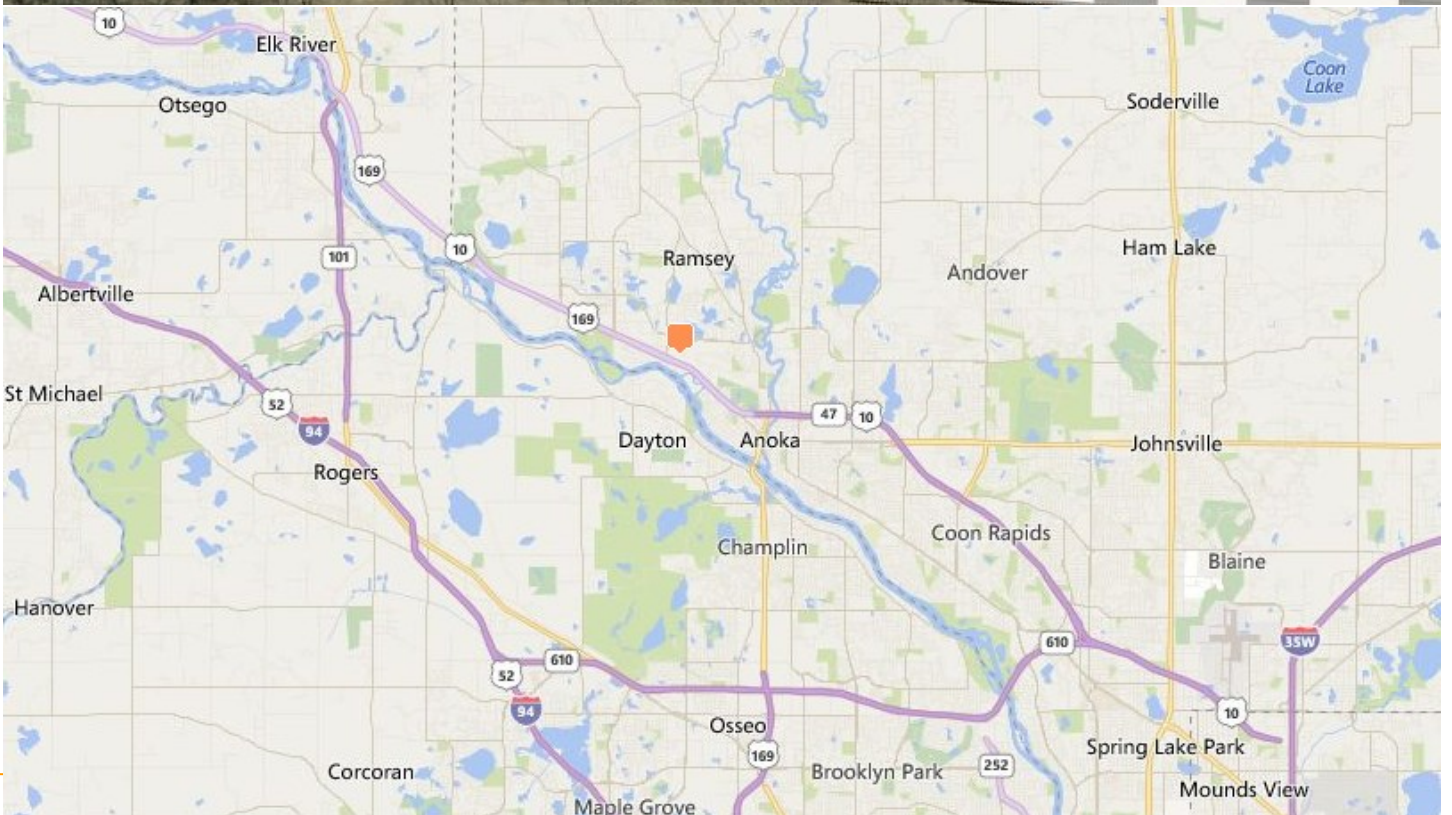 10
Elk River
Coon
Lake
Otsego
Soderville
169
10
Ham Lake
101
Ramsey
Andover
Albertville
169
St Michael
52
94
47
10
Dayton
Anoka
Johnsville
Rogers
Coon Rapids
Champlin
Blaine
Hanover
610
35W
610
52
94
10
Osseo
169
Spring Lake Park
252
Corcoran
Brooklyn Park
Mounds View
Maple Grove